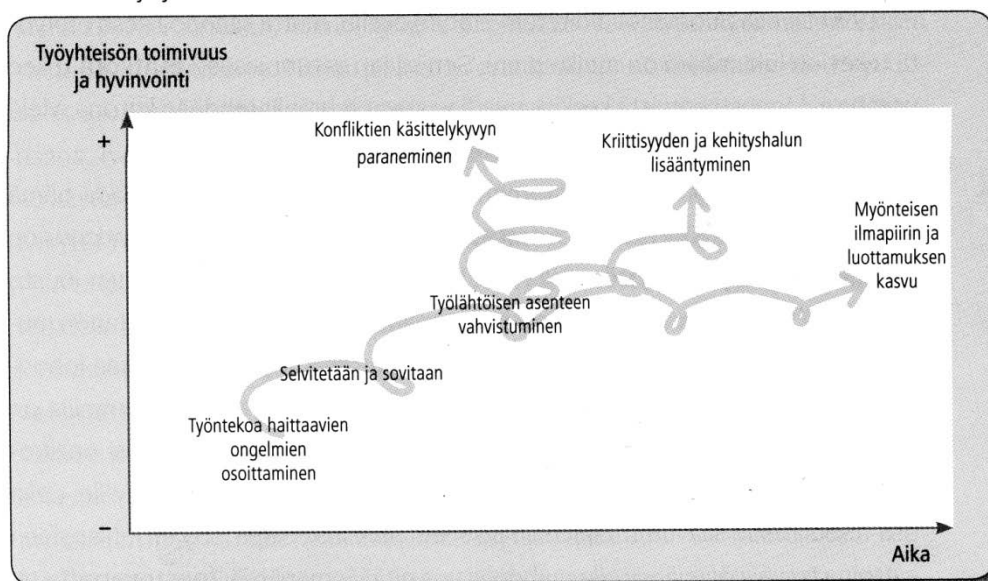 Työyhteisön toimivuus
ja hyvinvointi
+
Konfliktien käsittelykyvyn
paraneminen
Kriittisyyden ja kehityshalun
lisääntyminen
Myönteisen
ilmapiirin ja
luottamuksen
kasvu
Työlähtöisen asenteen
vahvistuminen
Selvitetään ja sovitaan
Työntekoa haittaavien
ongelmien
osoittaminen
–
Aika